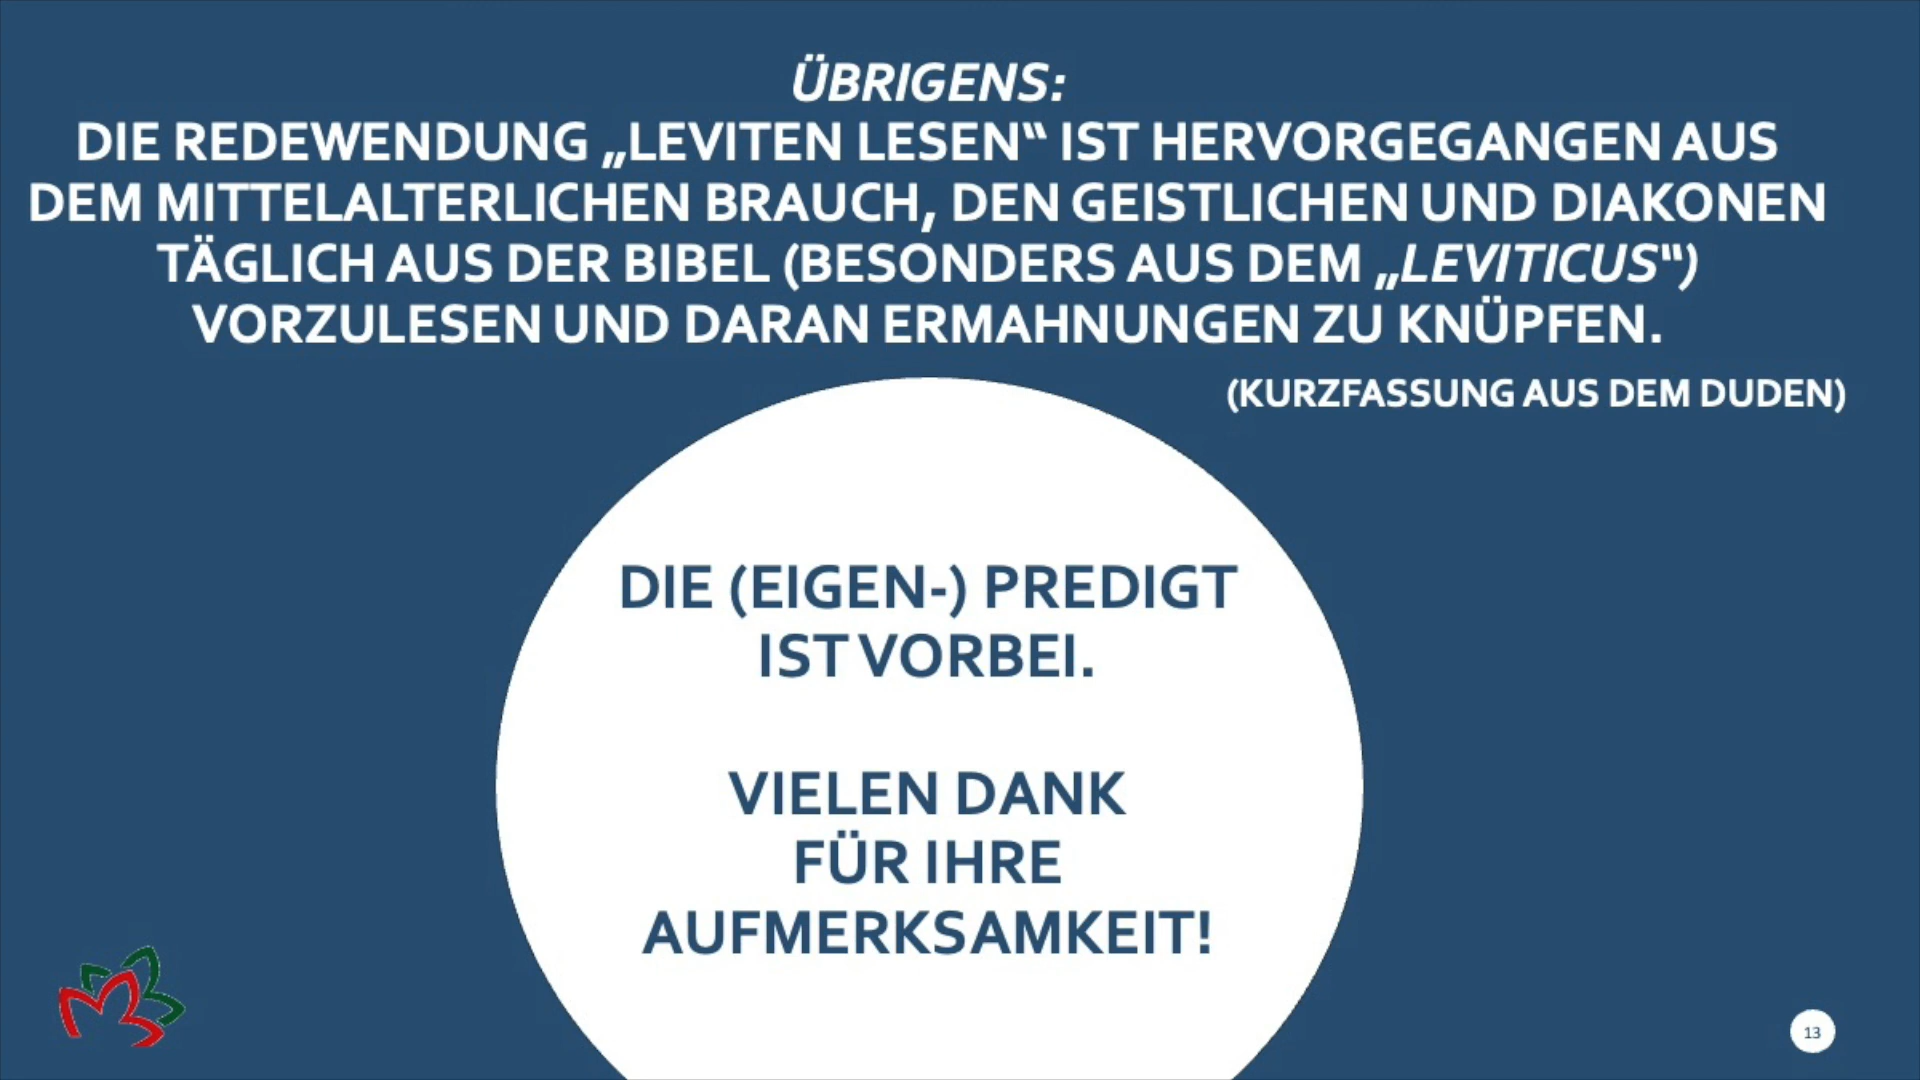 ÜBRIGENS:
DIE REDEWENDUNG „LEVITEN LESEN“ IST HERVORGEGANGEN AUS
DEM MITTELALTERLICHEN BRAUCH, DEN GEISTLICHEN UND DIAKONEN
TÄGLICH AUS DER BIBEL (BESONDERS AUS DEM „LEVITICUS“)
VORZULESEN UND DARAN ERMAHNUNGEN ZU KNÜPFEN.
(KURZFASSUNG AUS DEM DUDEN)
DIE (EIGEN-) PREDIGT
IST VORBEI.
VIELEN DANK
FÜR IHRE
AUFMERKSAMKEIT!
13